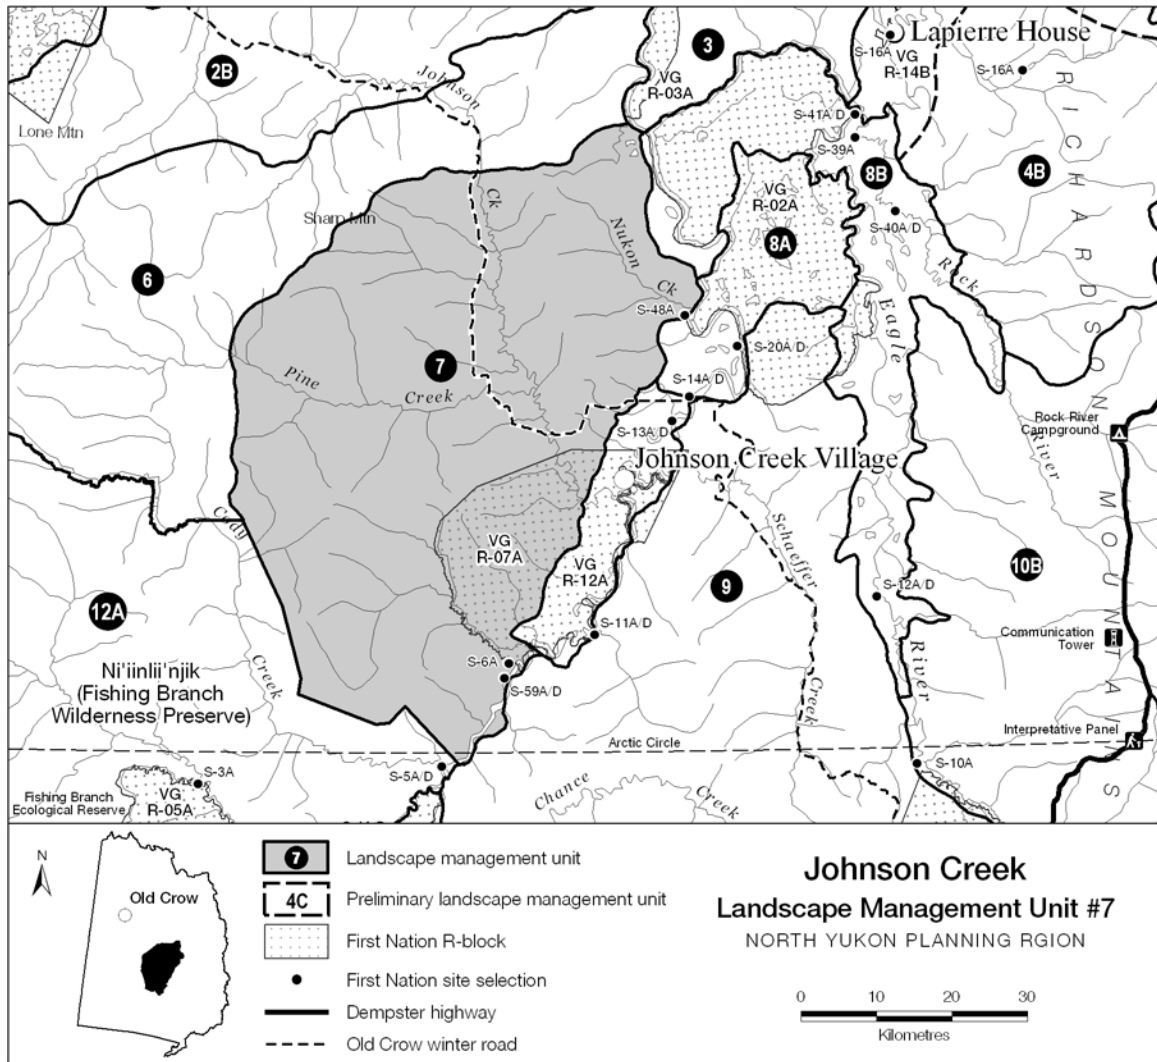 3
Lapierre House
S-16A
VG
R-14B
S-16A
2B
Johnson
VG
R-03A
Lone Mtn
S-41A/D
S-39A
8B
4B
RICHARDSON MOUNTAINS
Ck
VG
R-02A
Sharp Mtn
Nukon
Ck
8A
S-40A/D
Rock
6
S-48A
Eagle
S-20A/D
7
Pine
Creek
S-14A/D
S-13A/D
Rock River
Campground
River
Johnson Creek Village
Cody
Schaeffer
VG
R-07A
VG
R-12A
9
10B
12A
S-12A/D
S-11A/D
Communication
Tower
Ni'iinlii'njik
(Fishing Branch
Wilderness Preserve)
Creek
S-6A
S-59A/D
River
Creek
Interpretative Panel
Arctic Circle
S-3A
S-5A/D
S-10A
Fishing Branch
Ecological Reserve
VG
R-05A
Chance
Creek
N
Old Crow
7 Landscape management unit
4C Preliminary landscape management unit
First Nation R-block
First Nation site selection
Dempster highway
Old Crow winter road
Johnson Creek
Landscape Management Unit #7
NORTH YUKON PLANNING RGION
0 10 20 30
Kilometres